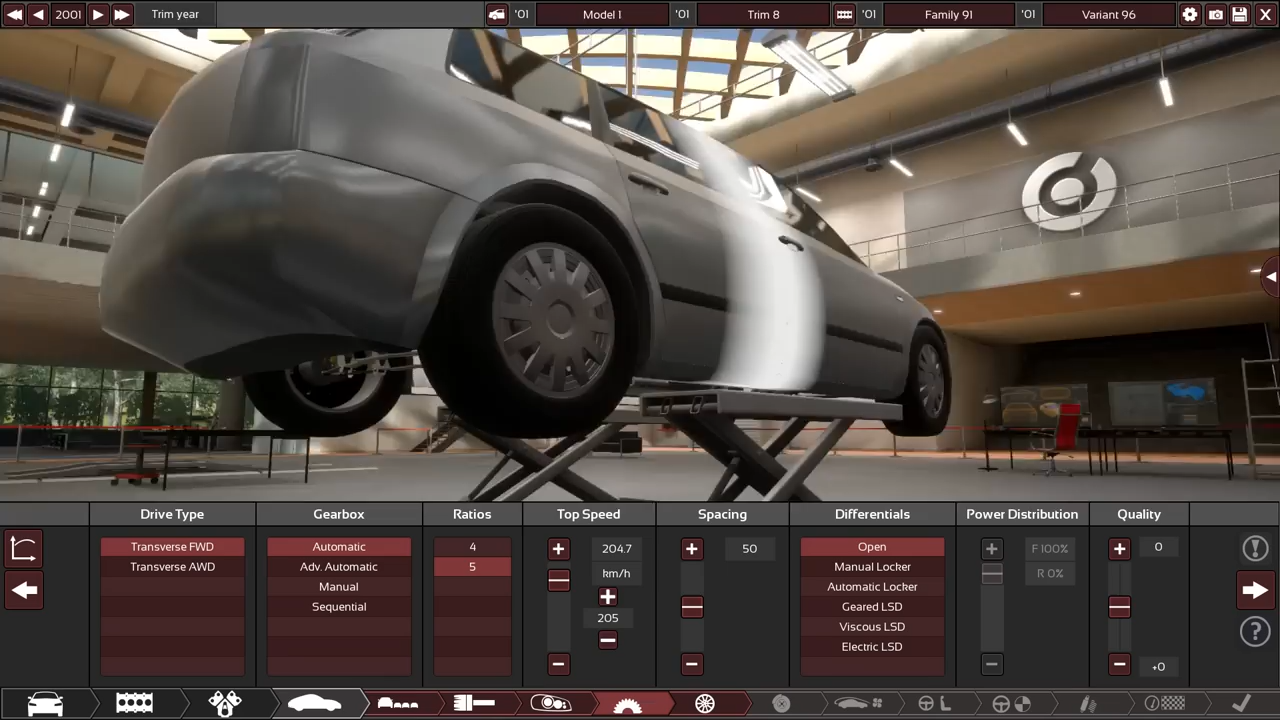 2001 Trim year '01 Model 1 '01 Trim 8 '01 Family 91 '01 Variant 96
Drive Type Gearbox Ratios Top Speed Spacing Differentials Power Distribution Quality
Transverse FWD Automatic 4 204.7 50 Open F 100% 0
Transverse AWD Adv. Automatic 5 km/h Manual Locker R 0%
Manual Automatic Locker
Sequential 205 Geared LSD
Viscous LSD
Electric LSD
+0